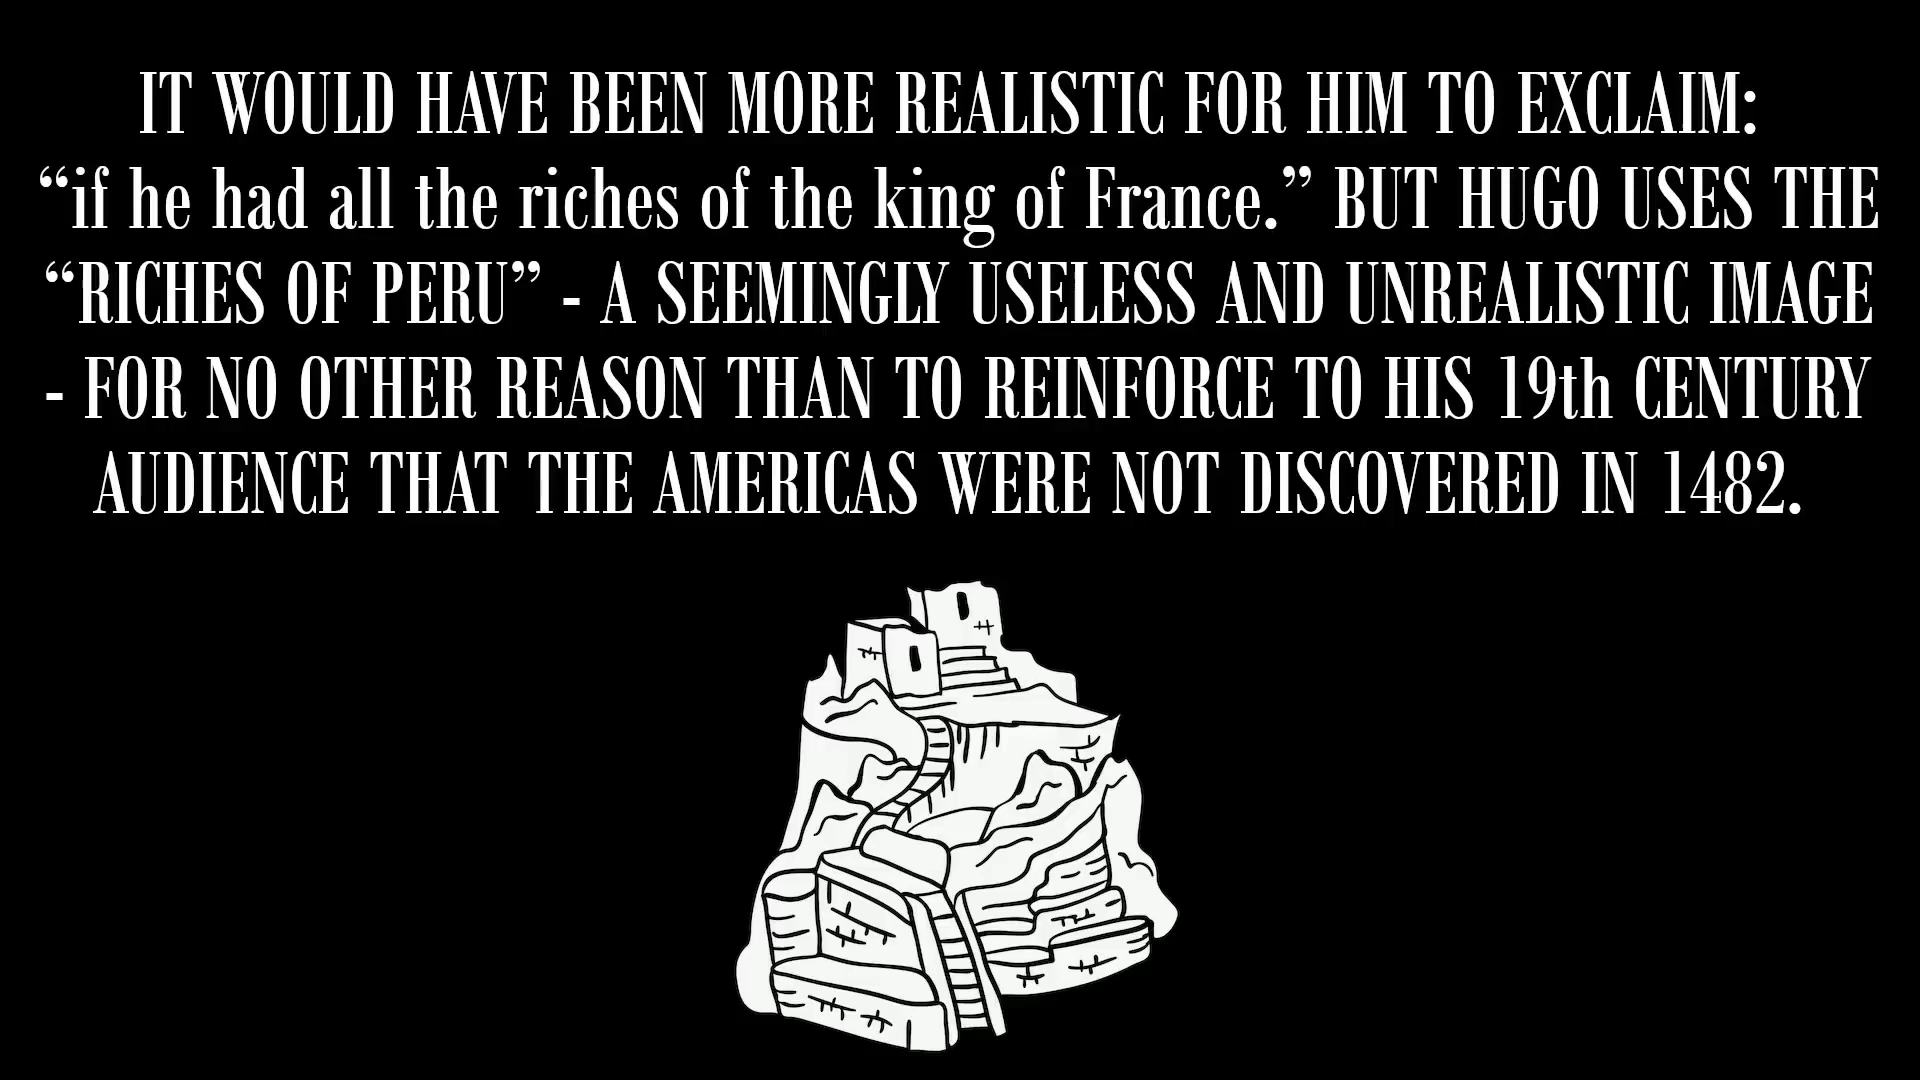 IT WOULD HAVE BEEN MORE REALISTIC FOR HIM TO EXCLAIM:
“if he had all the riches of the king of France.” BUT HUGO USES THE
“RICHES OF PERU” - A SEEMINGLY USELESS AND UNREALISTIC IMAGE
- FOR NO OTHER REASON THAN TO REINFORCE TO HIS 19th CENTURY
AUDIENCE THAT THE AMERICAS WERE NOT DISCOVERED IN 1482.